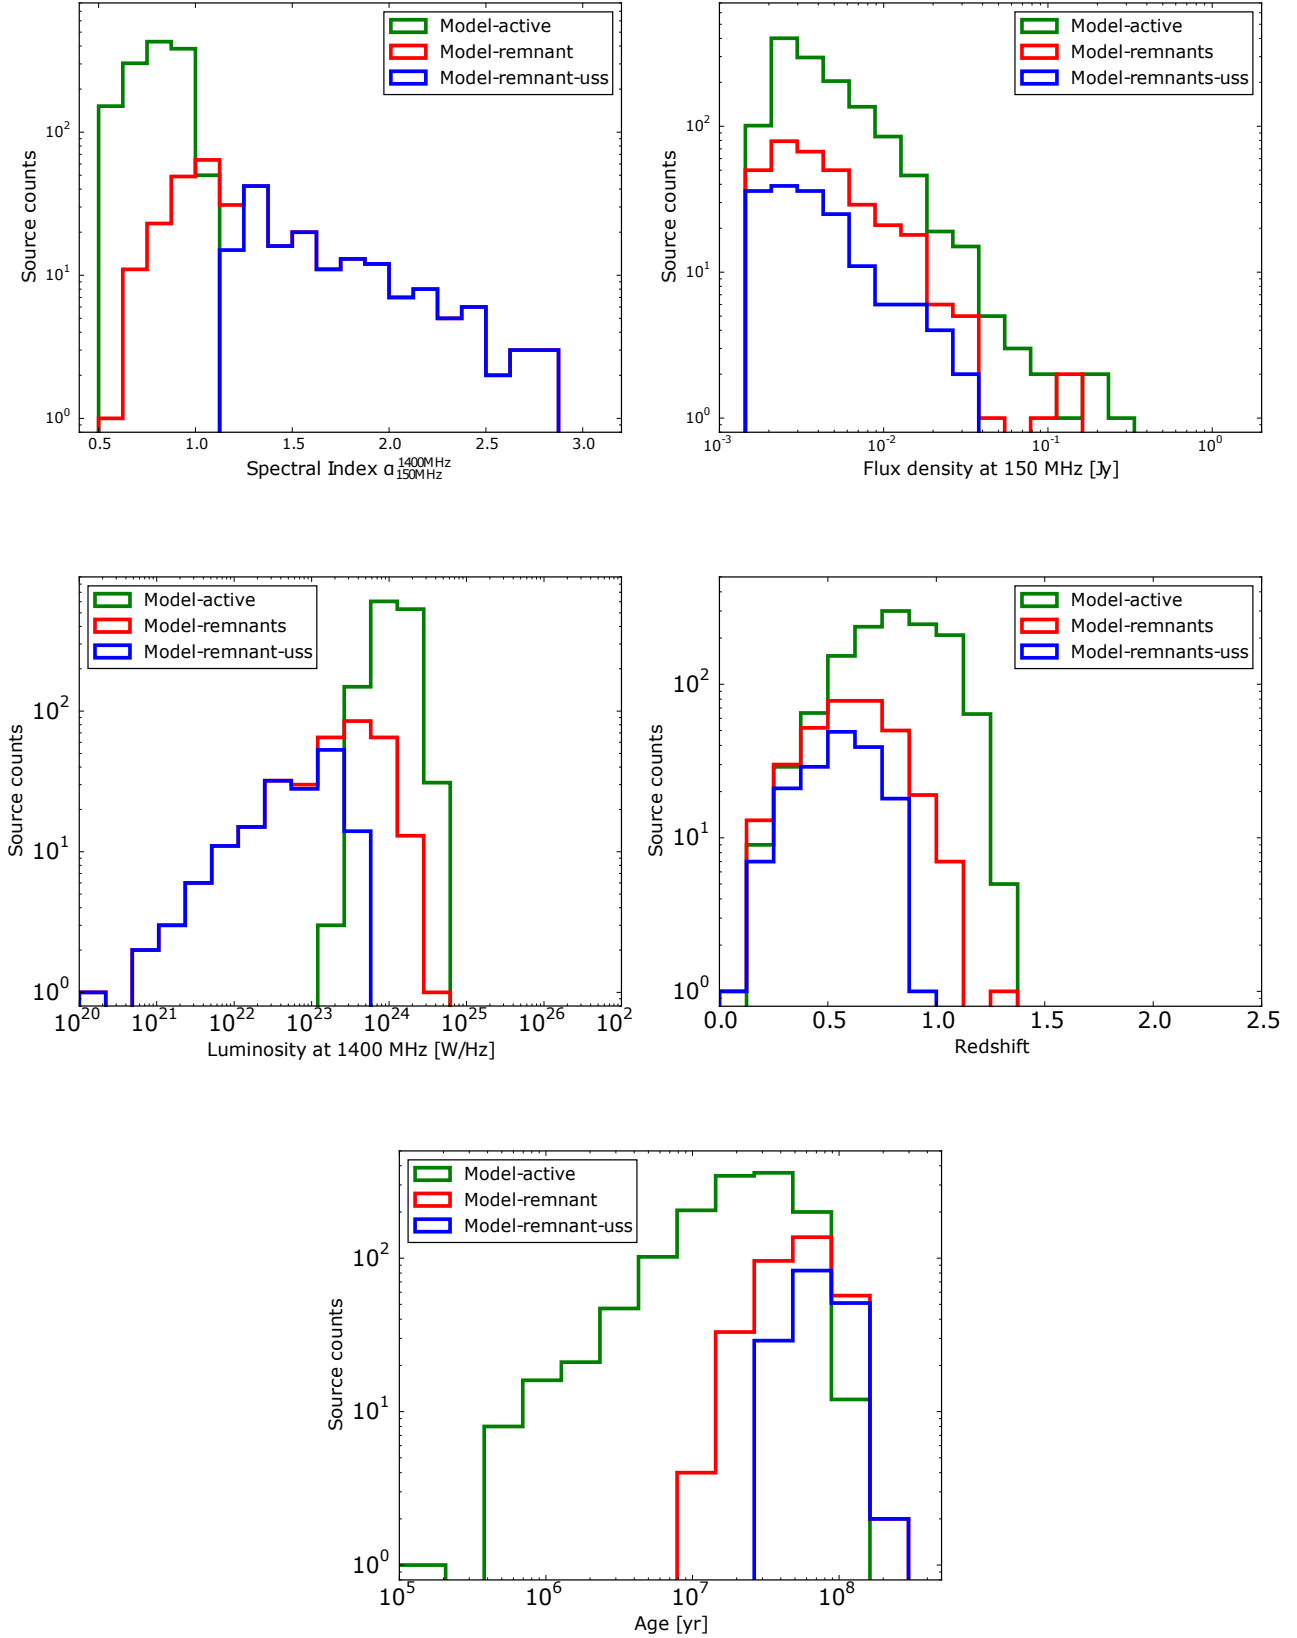 Model-active
Model-remnant
Model-remnant-uss
10^2
10^1
10^0
Source counts
0.5 1.0 1.5 2.0 2.5 3.0
Spectral Index α^1400MHz_150MHz
Model-active
Model-remnants
Model-remnants-uss
10^2
10^1
10^0
Source counts
10^-3 10^-2 10^-1 10^0
Flux density at 150 MHz [Jy]
Model-active
Model-remnants
Model-remnant-uss
10^2
10^1
10^0
Source counts
10^20 10^21 10^22 10^23 10^24 10^25 10^26 10^2
Luminosity at 1400 MHz [W/Hz]
Model-active
Model-remnants
Model-remnants-uss
10^2
10^1
10^0
Source counts
0.0 0.5 1.0 1.5 2.0 2.5
Redshift
Model-active
Model-remnant
Model-remnant-uss
10^2
10^1
10^0
Source counts
10^5 10^6 10^7 10^8
Age [yr]